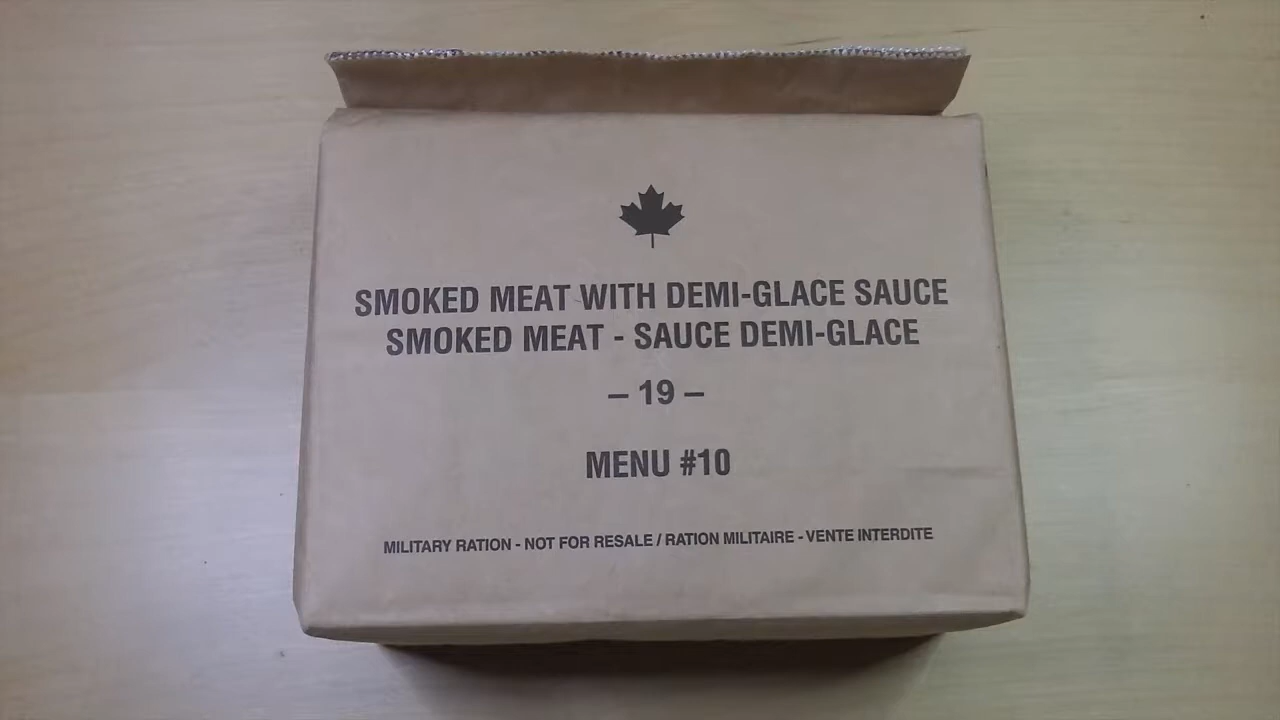 SMOKED MEAT WITH DEMI-GLACE SAUCE
SMOKED MEAT - SAUCE DEMI-GLACE
– 19 –
MENU #10
MILITARY RATION - NOT FOR RESALE / RATION MILITAIRE - VENTE INTERDITE